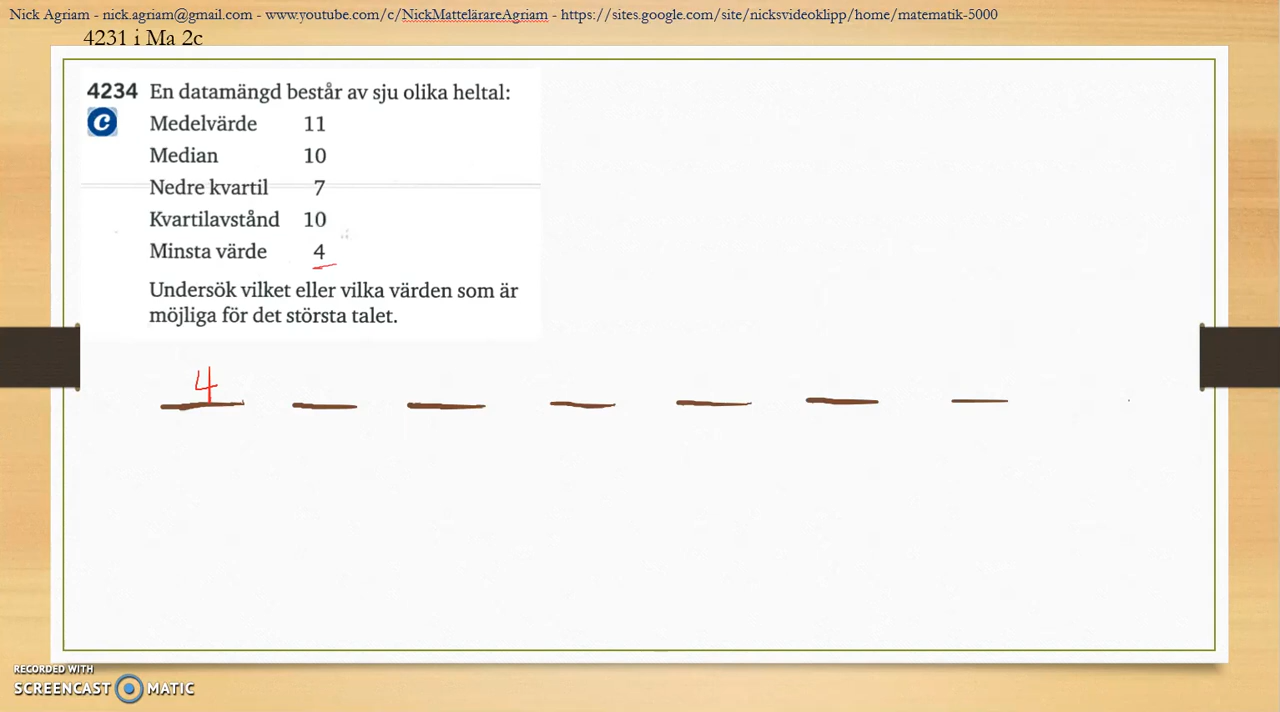 Nick Agriam - nick.agriam@gmail.com - www.youtube.com/c/NickMattelärareAgriam - https://sites.google.com/site/nicksvideoklipp/home/matematik-5000
4231 i Ma 2c
4234 En datamängd består av sju olika heltal:
C Medelvärde 11
Median 10
Nedre kvartil 7
Kvartilavstånd 10
Minsta värde 4
Undersök vilket eller vilka värden som är
möjliga för det största talet.
4
RECORDED WITH
SCREENCAST MATIC